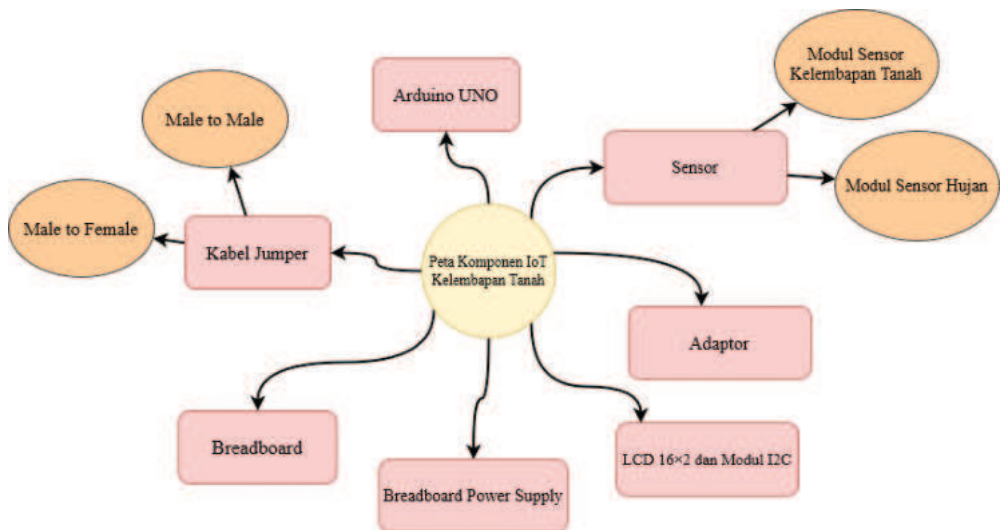 Modul Sensor
Kelembapan Tanah
Arduino UNO
Male to Male
Sensor
Modul Sensor Hujan
Male to Female
Kabel Jumper
Peta Komponen IoT
Kelembapan Tanah
Adaptor
Breadboard
LCD 16×2 dan Modul I2C
Breadboard Power Supply